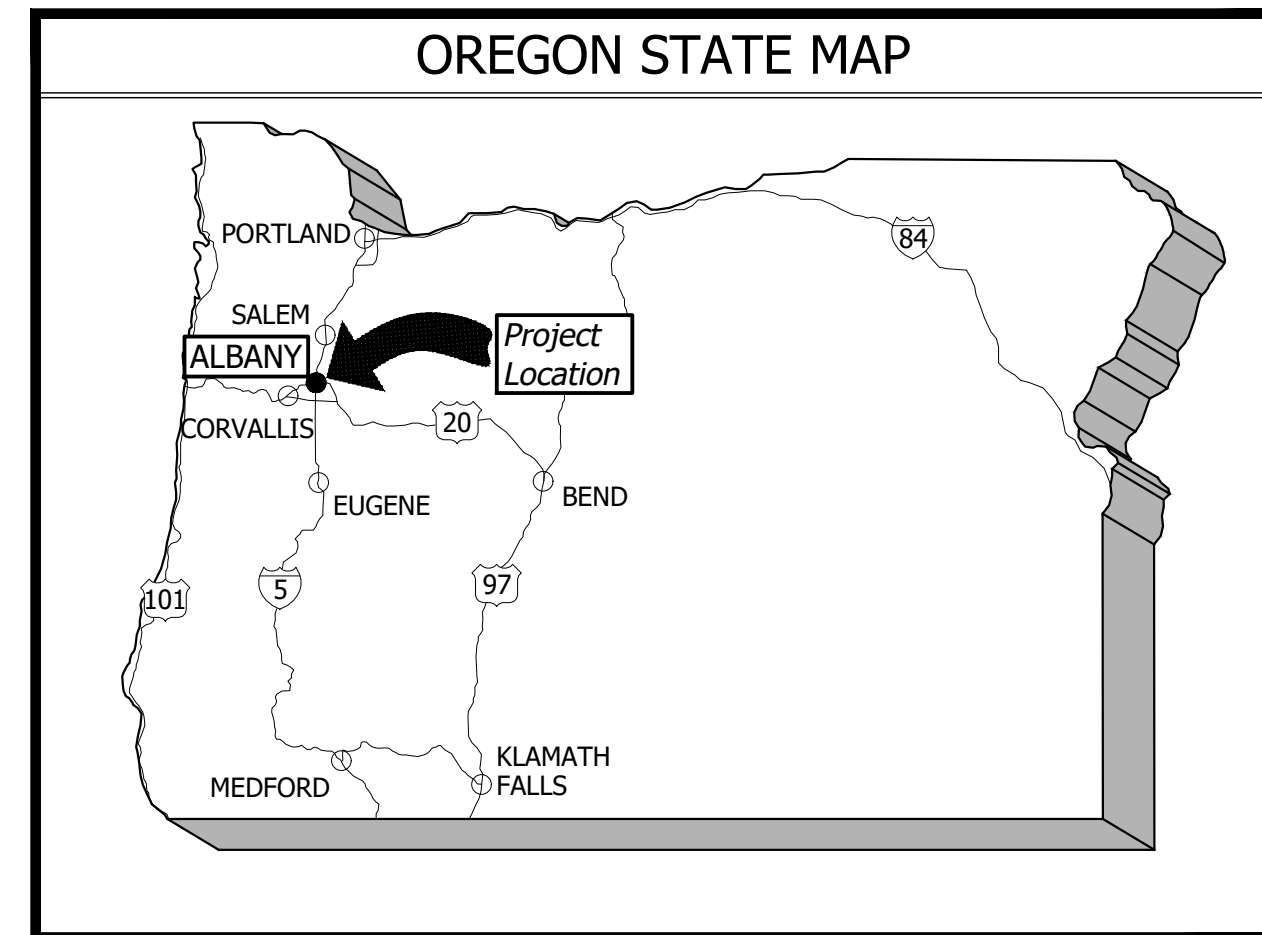 OREGON STATE MAP
PORTLAND
84
SALEM
ALBANY
Project
Location
CORVALLIS
20
EUGENE
BEND
101
5
97
MEDFORD
KLAMATH
FALLS